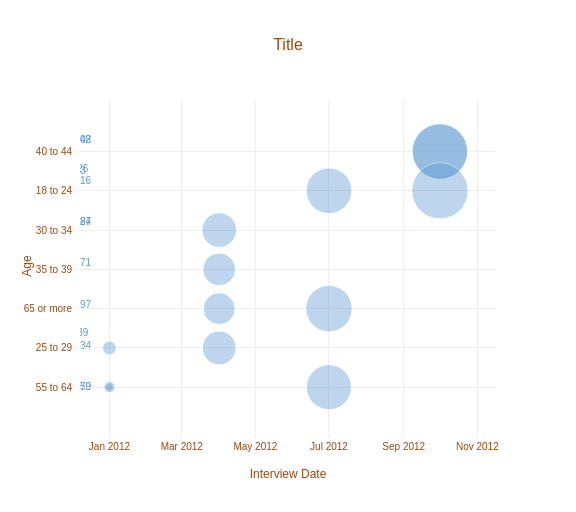 Title
40 to 44
16
18 to 24
30 to 34
71
35 to 39
Age
97
65 or more
34
25 to 29
55 to 64
Jan 2012
Mar 2012
May 2012
Jul 2012
Sep 2012
Nov 2012
Interview Date